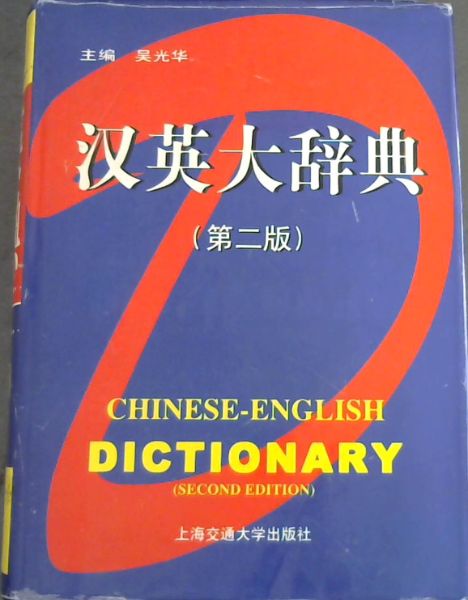 主编 吴光华
汉英大辞典
(第二版)
CHINESE-ENGLISH
DICTIONARY
(SECOND EDITION)
上海交通大学出版社